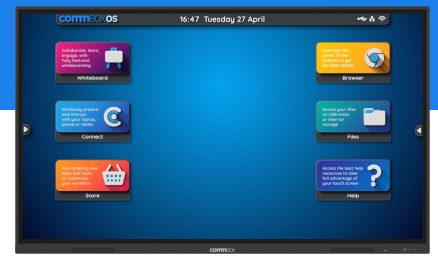 commBOXOS
16:47 Tuesday 27 April
Collaborate, learn,
engage, with
fully featured
whiteboarding
Whiteboard
Leverage the
power of the
internet to get
the best results
Browser
Wirelessly present
and interact
with your laptop,
phone or tablet
Connect
Access your files
on USB sticks
or internal
storage
Files
Find amazing new
apps and tools
to accelerate
your workflow
Store
Access the best help
resources to take
full advantage of
your touch screen
Help
commBOX